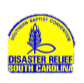 SOUTHERN BAPTIST CONVENTION
DISASTER RELIEF
SOUTH CAROLINA